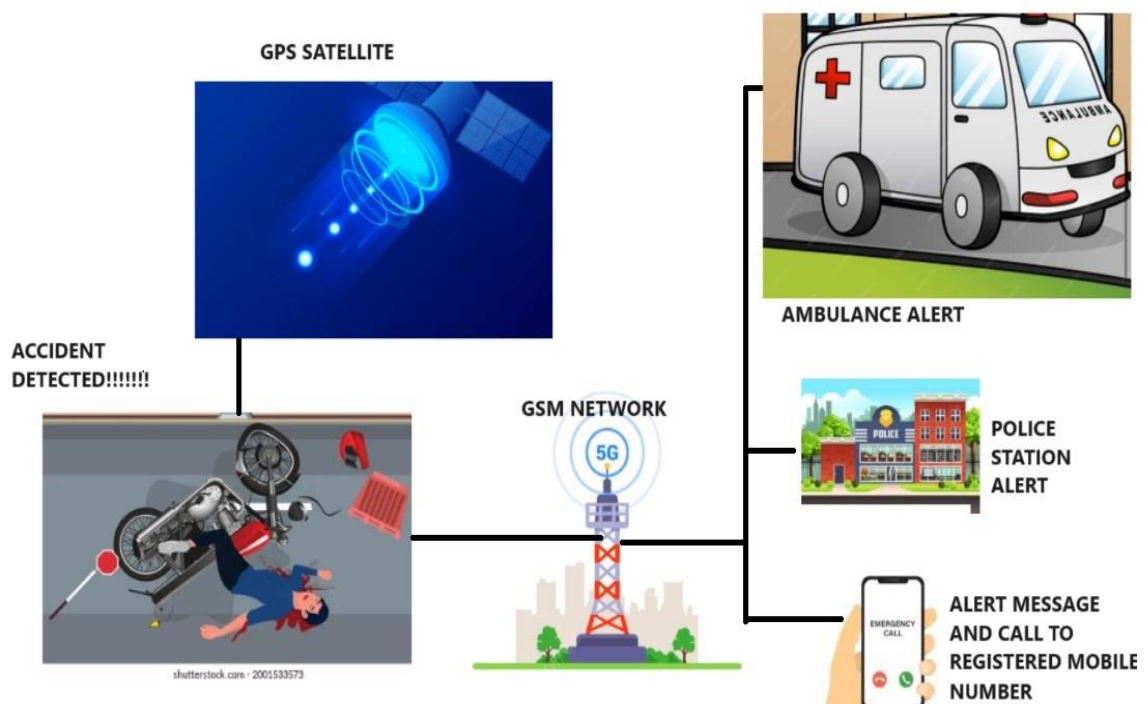 GPS SATELLITE
AMBULANCE
AMBULANCE ALERT
ACCIDENT
DETECTED!!!!!!!
GSM NETWORK
5G
POLICE
POLICE
STATION
ALERT
EMERGENCY
CALL
ALERT MESSAGE
AND CALL TO
REGISTERED MOBILE
NUMBER
shutterstock.com · 2001533573